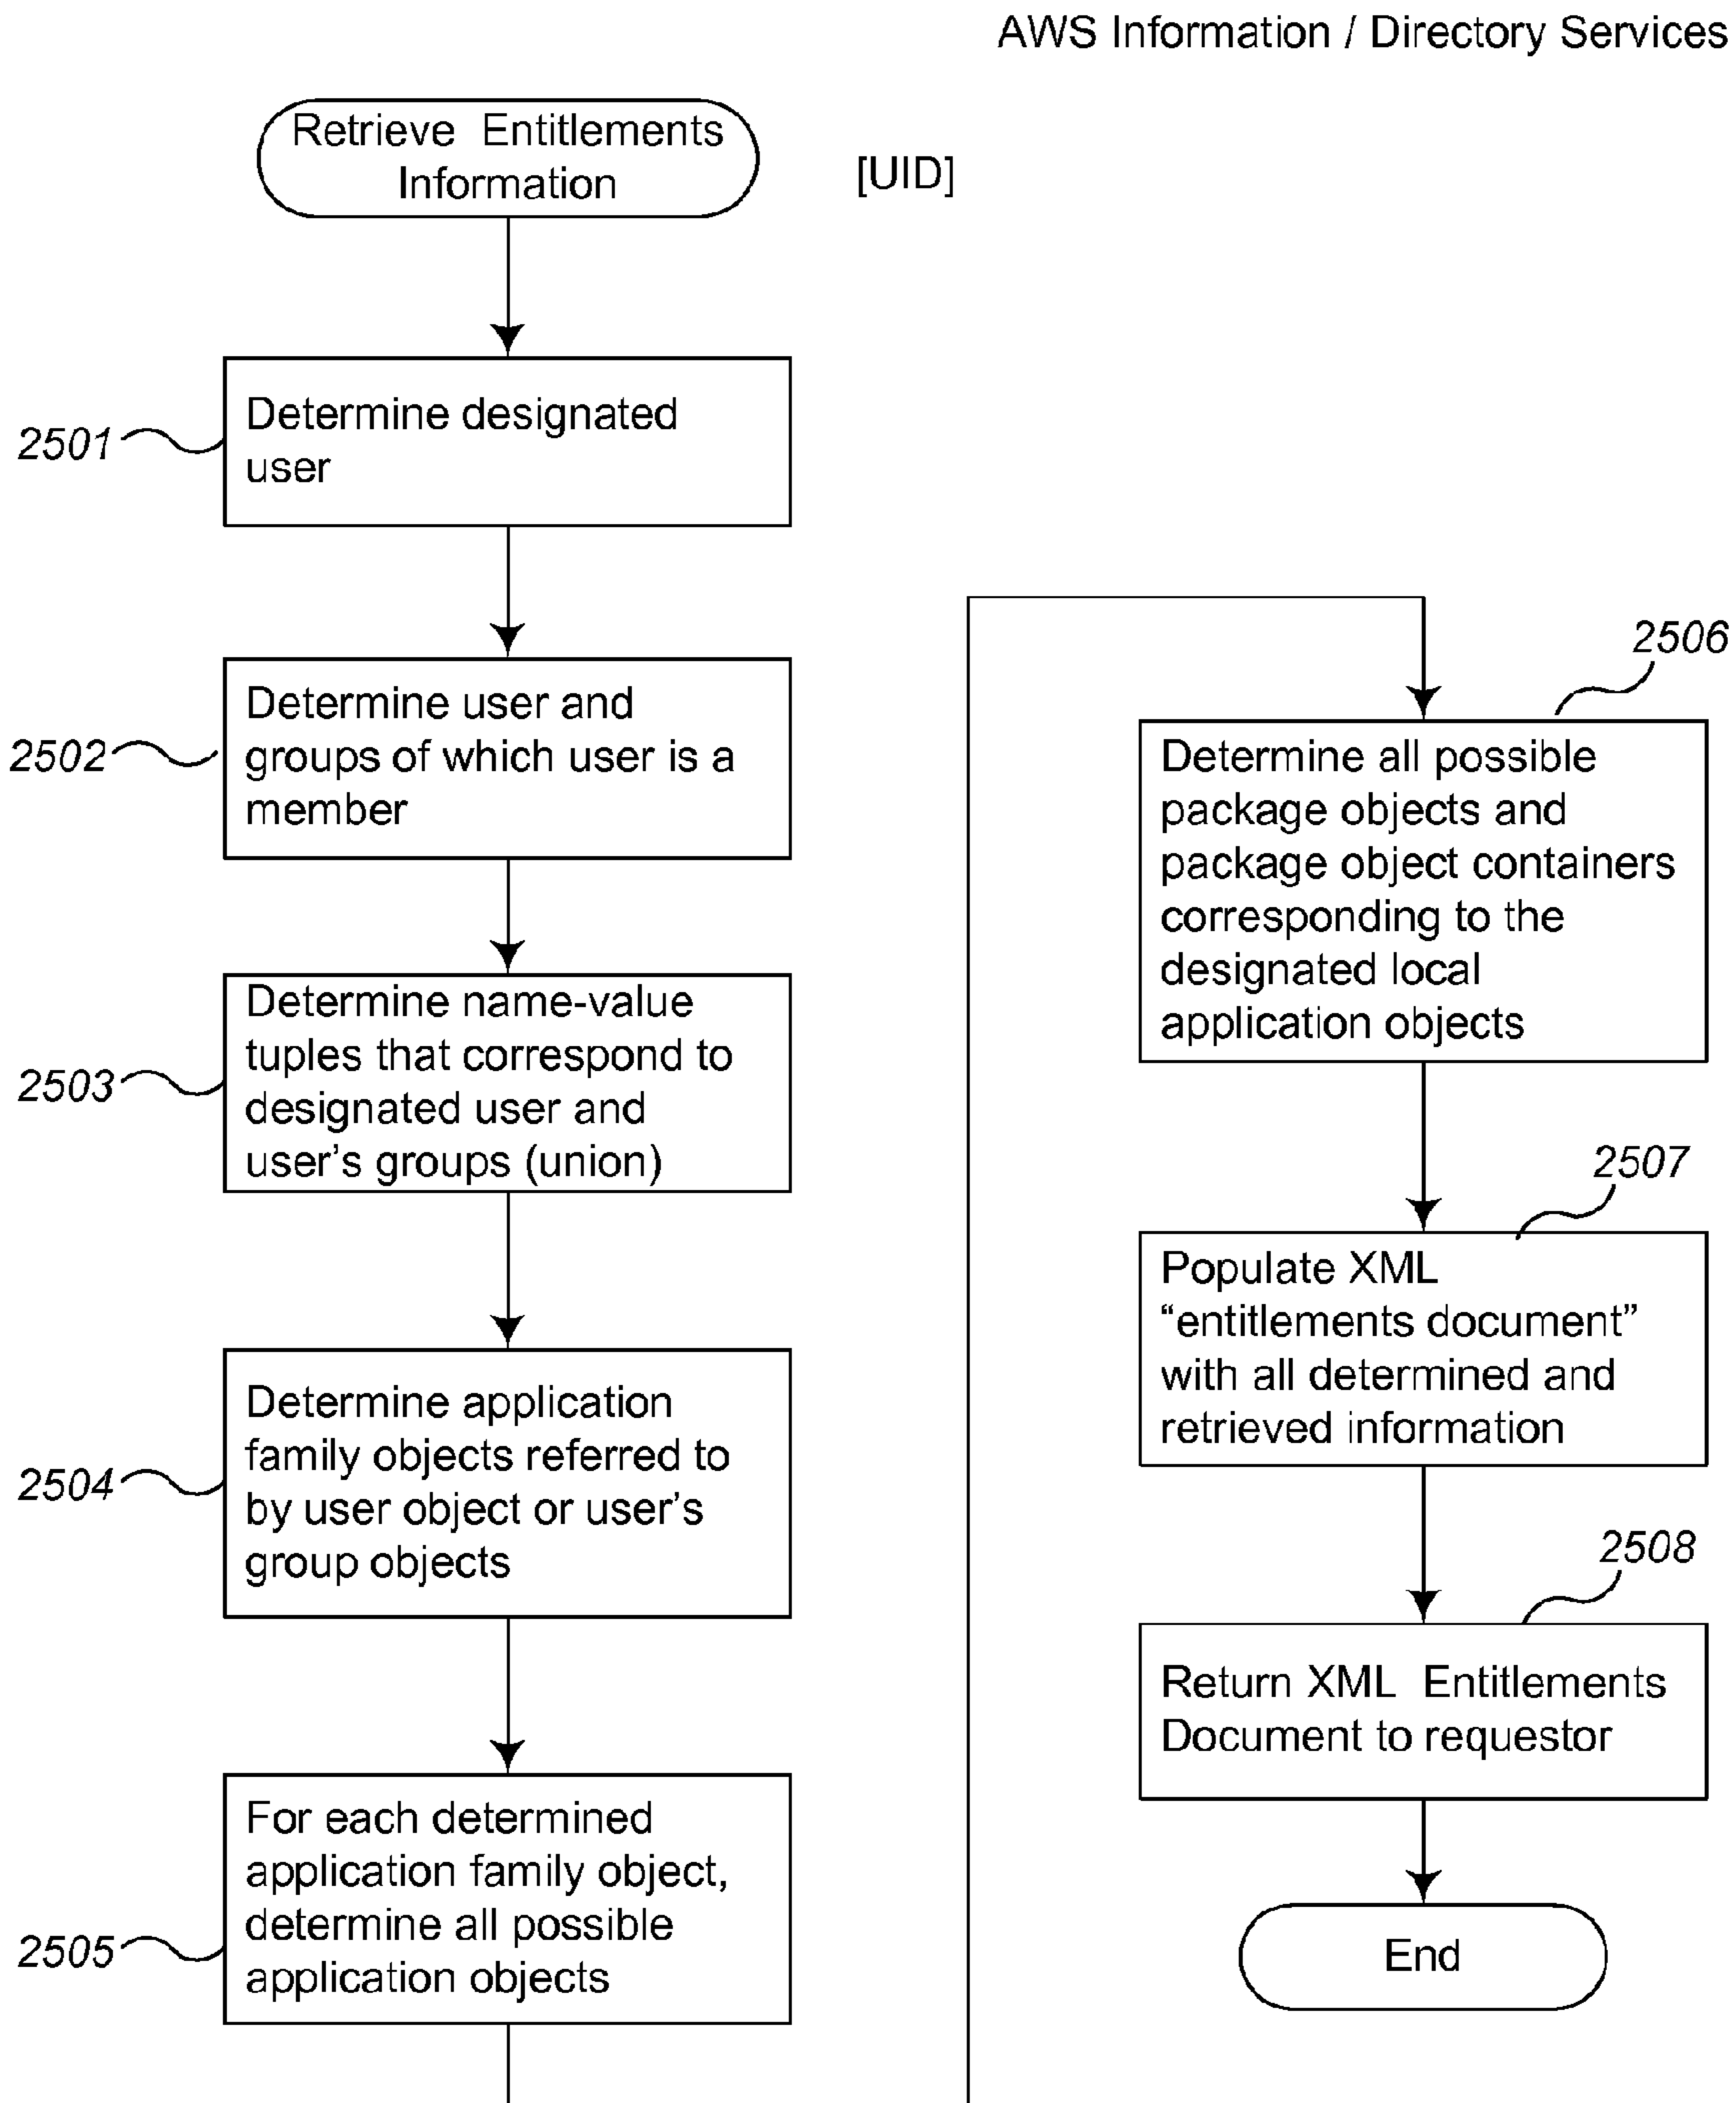 AWS Information / Directory Services
Retrieve Entitlements
Information
[UID]
2501
Determine designated
user
2502
Determine user and
groups of which user is a
member
2503
Determine name-value
tuples that correspond to
designated user and
user’s groups (union)
2504
Determine application
family objects referred to
by user object or user’s
group objects
2505
For each determined
application family object,
determine all possible
application objects
2506
Determine all possible
package objects and
package object containers
corresponding to the
designated local
application objects
2507
Populate XML
“entitlements document”
with all determined and
retrieved information
2508
Return XML Entitlements
Document to requestor
End